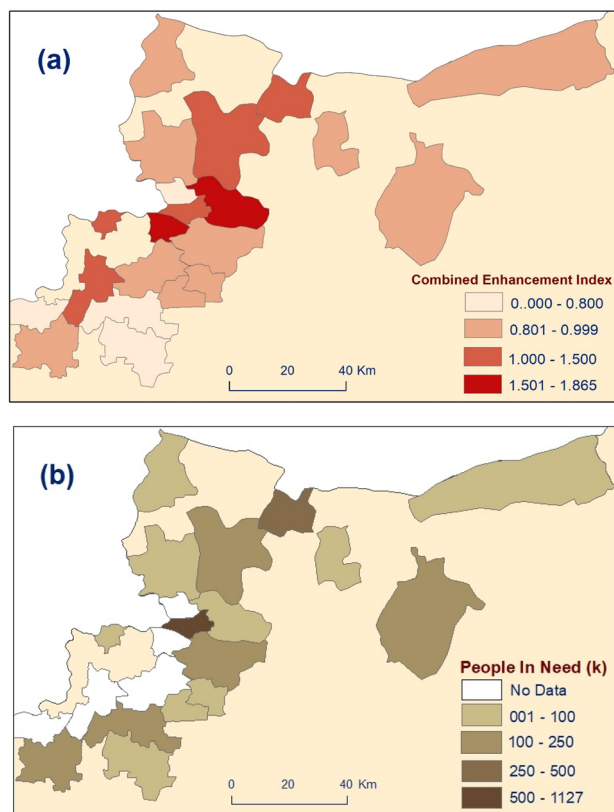 (a)
Combined Enhancement Index
0..000 - 0.800
0.801 - 0.999
1.000 - 1.500
1.501 - 1.865
0 20 40 Km
(b)
People In Need (k)
No Data
001 - 100
100 - 250
250 - 500
500 - 1127
0 20 40 Km